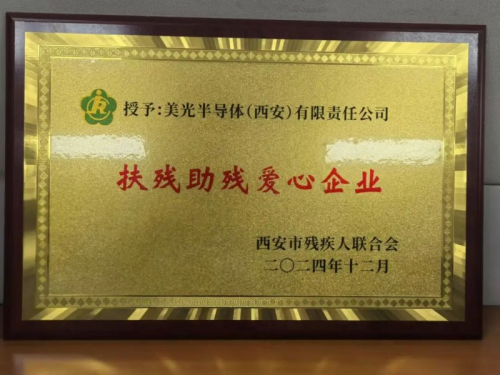 授予:美光半导体(西安)有限责任公司
扶残助残爱心企业
西安市残疾人联合会
二〇二四年十二月